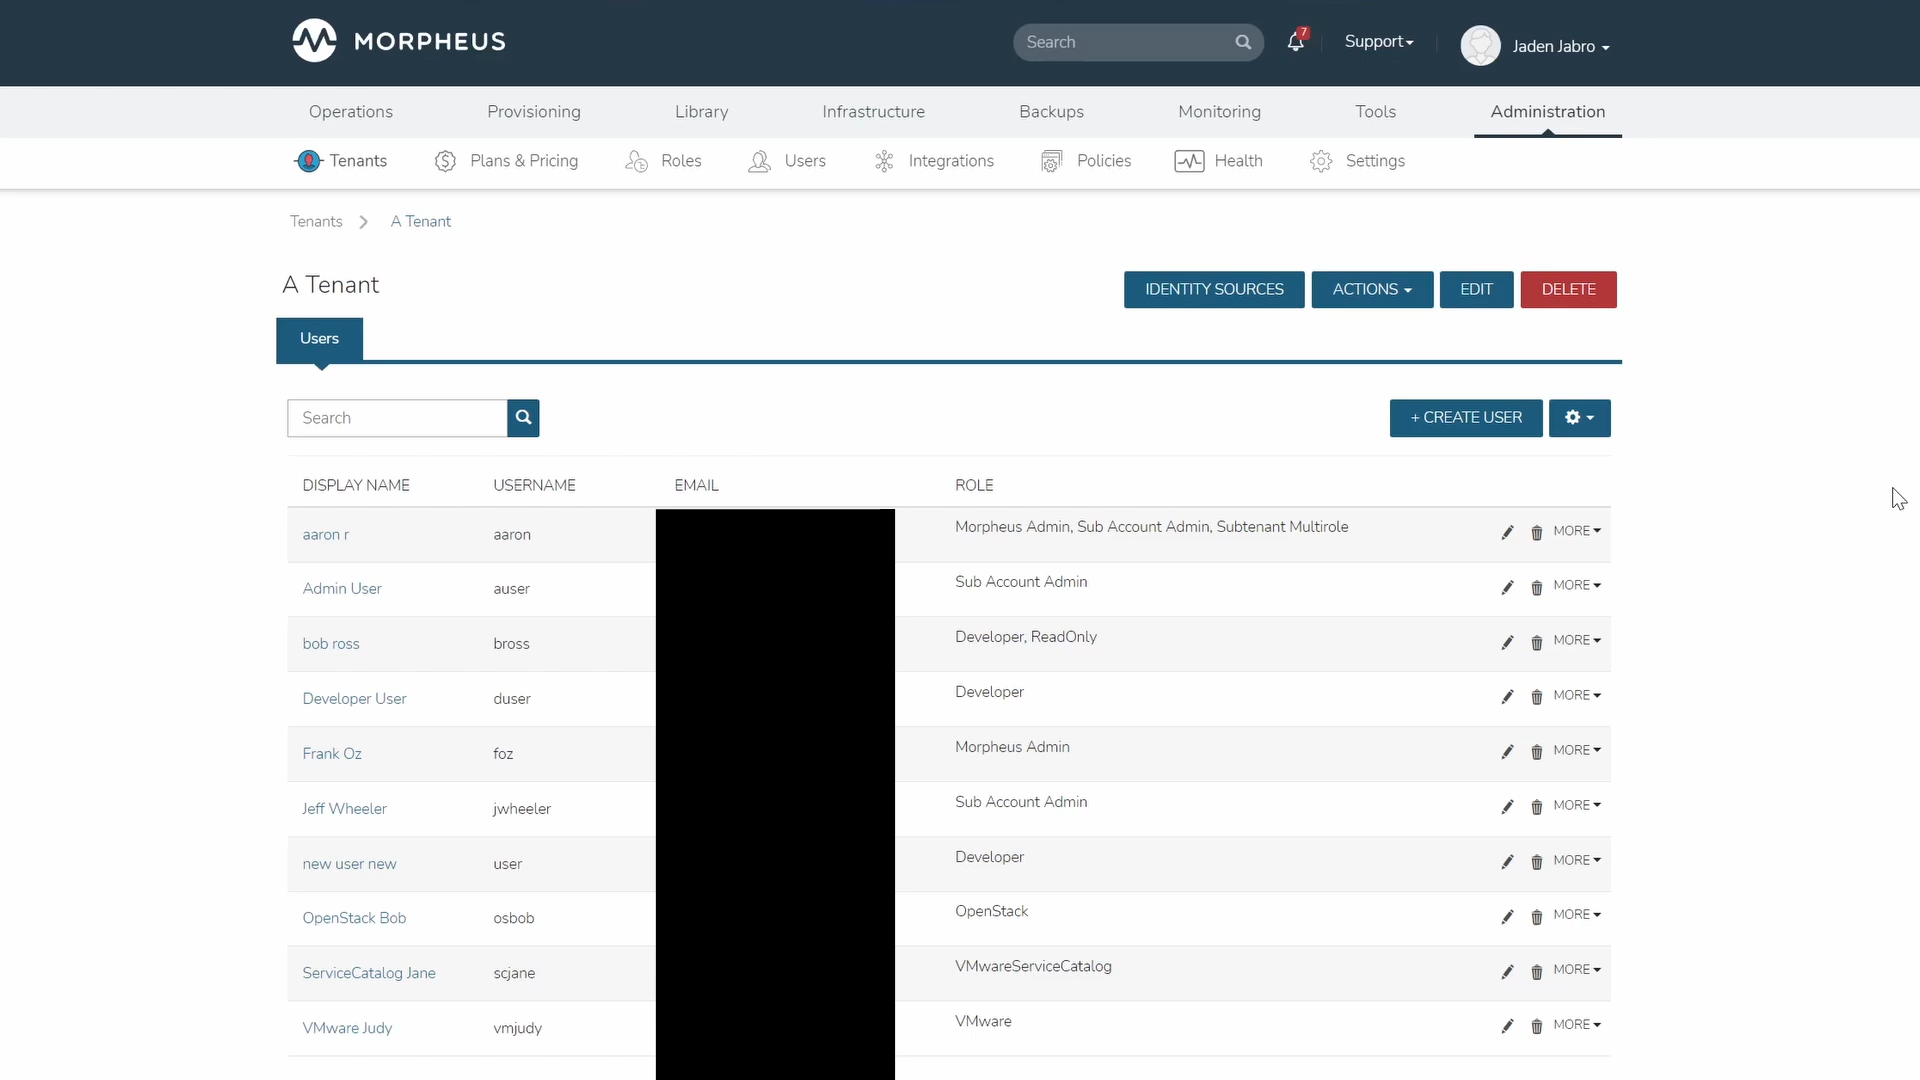 MORPHEUS
Search
7
Support
Jaden Jabro
Operations
Provisioning
Library
Infrastructure
Backups
Monitoring
Tools
Administration
Tenants
Plans & Pricing
Roles
Users
Integrations
Policies
Health
Settings
Tenants
A Tenant
A Tenant
IDENTITY SOURCES
ACTIONS
EDIT
DELETE
Users
Search
+ CREATE USER
DISPLAY NAME USERNAME EMAIL ROLE
aaron r aaron Morpheus Admin, Sub Account Admin, Subtenant Multirole MORE
Admin User auser Sub Account Admin MORE
bob ross bross Developer, ReadOnly MORE
Developer User duser Developer MORE
Frank Oz foz Morpheus Admin MORE
Jeff Wheeler jwheeler Sub Account Admin MORE
new user new user Developer MORE
OpenStack Bob osbob OpenStack MORE
ServiceCatalog Jane scjane VMwareServiceCatalog MORE
VMware Judy vmjudy VMware MORE